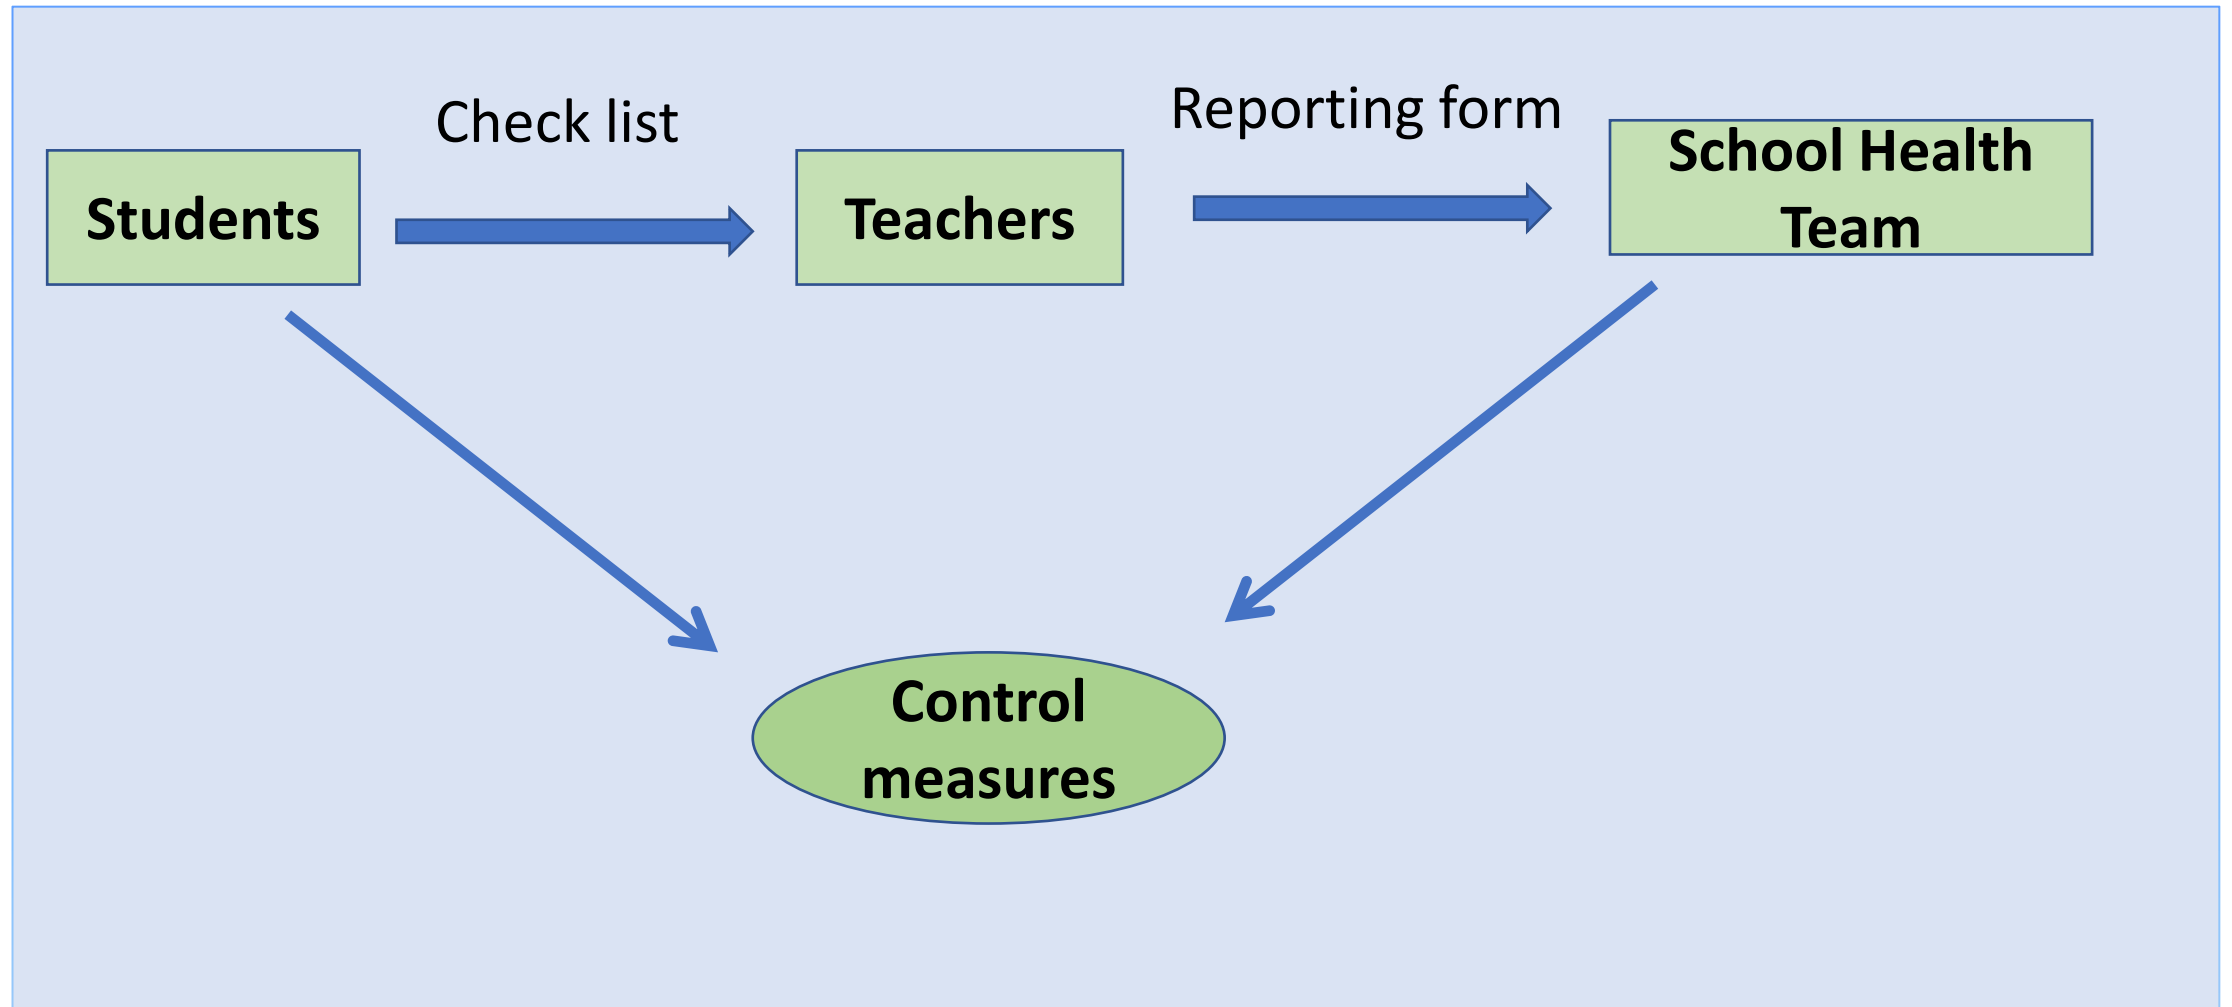 Check list
Reporting form
Students
Teachers
School Health
Team
Control
measures